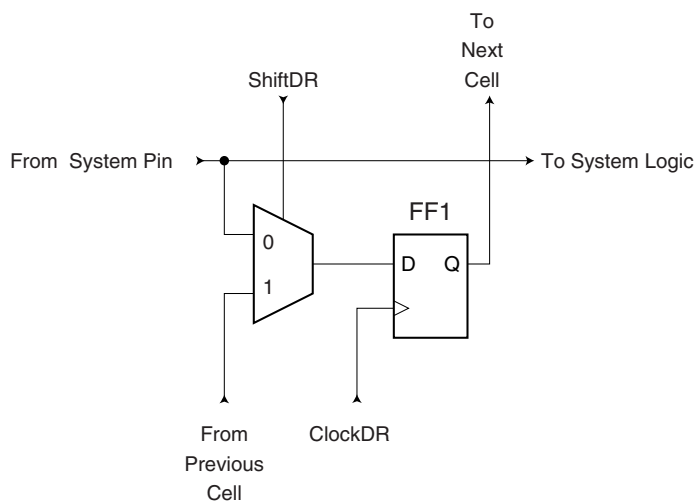 To
Next
Cell
ShiftDR
From System Pin
To System Logic
FF1
0
D Q
1
From
Previous
Cell
ClockDR